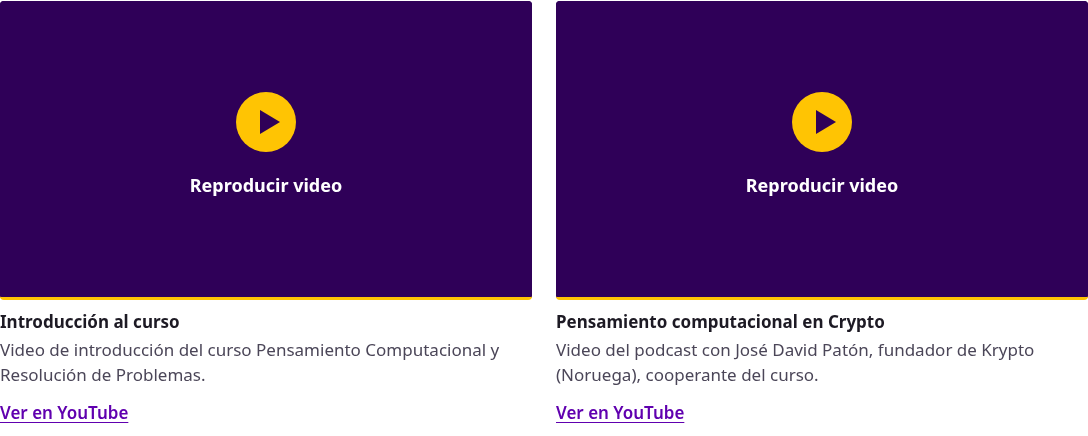 Reproducir video
Introducción al curso
Video de introducción del curso Pensamiento Computacional y
Resolución de Problemas.
Ver en YouTube
Reproducir video
Pensamiento computacional en Crypto
Video del podcast con José David Patón, fundador de Krypto
(Noruega), cooperante del curso.
Ver en YouTube